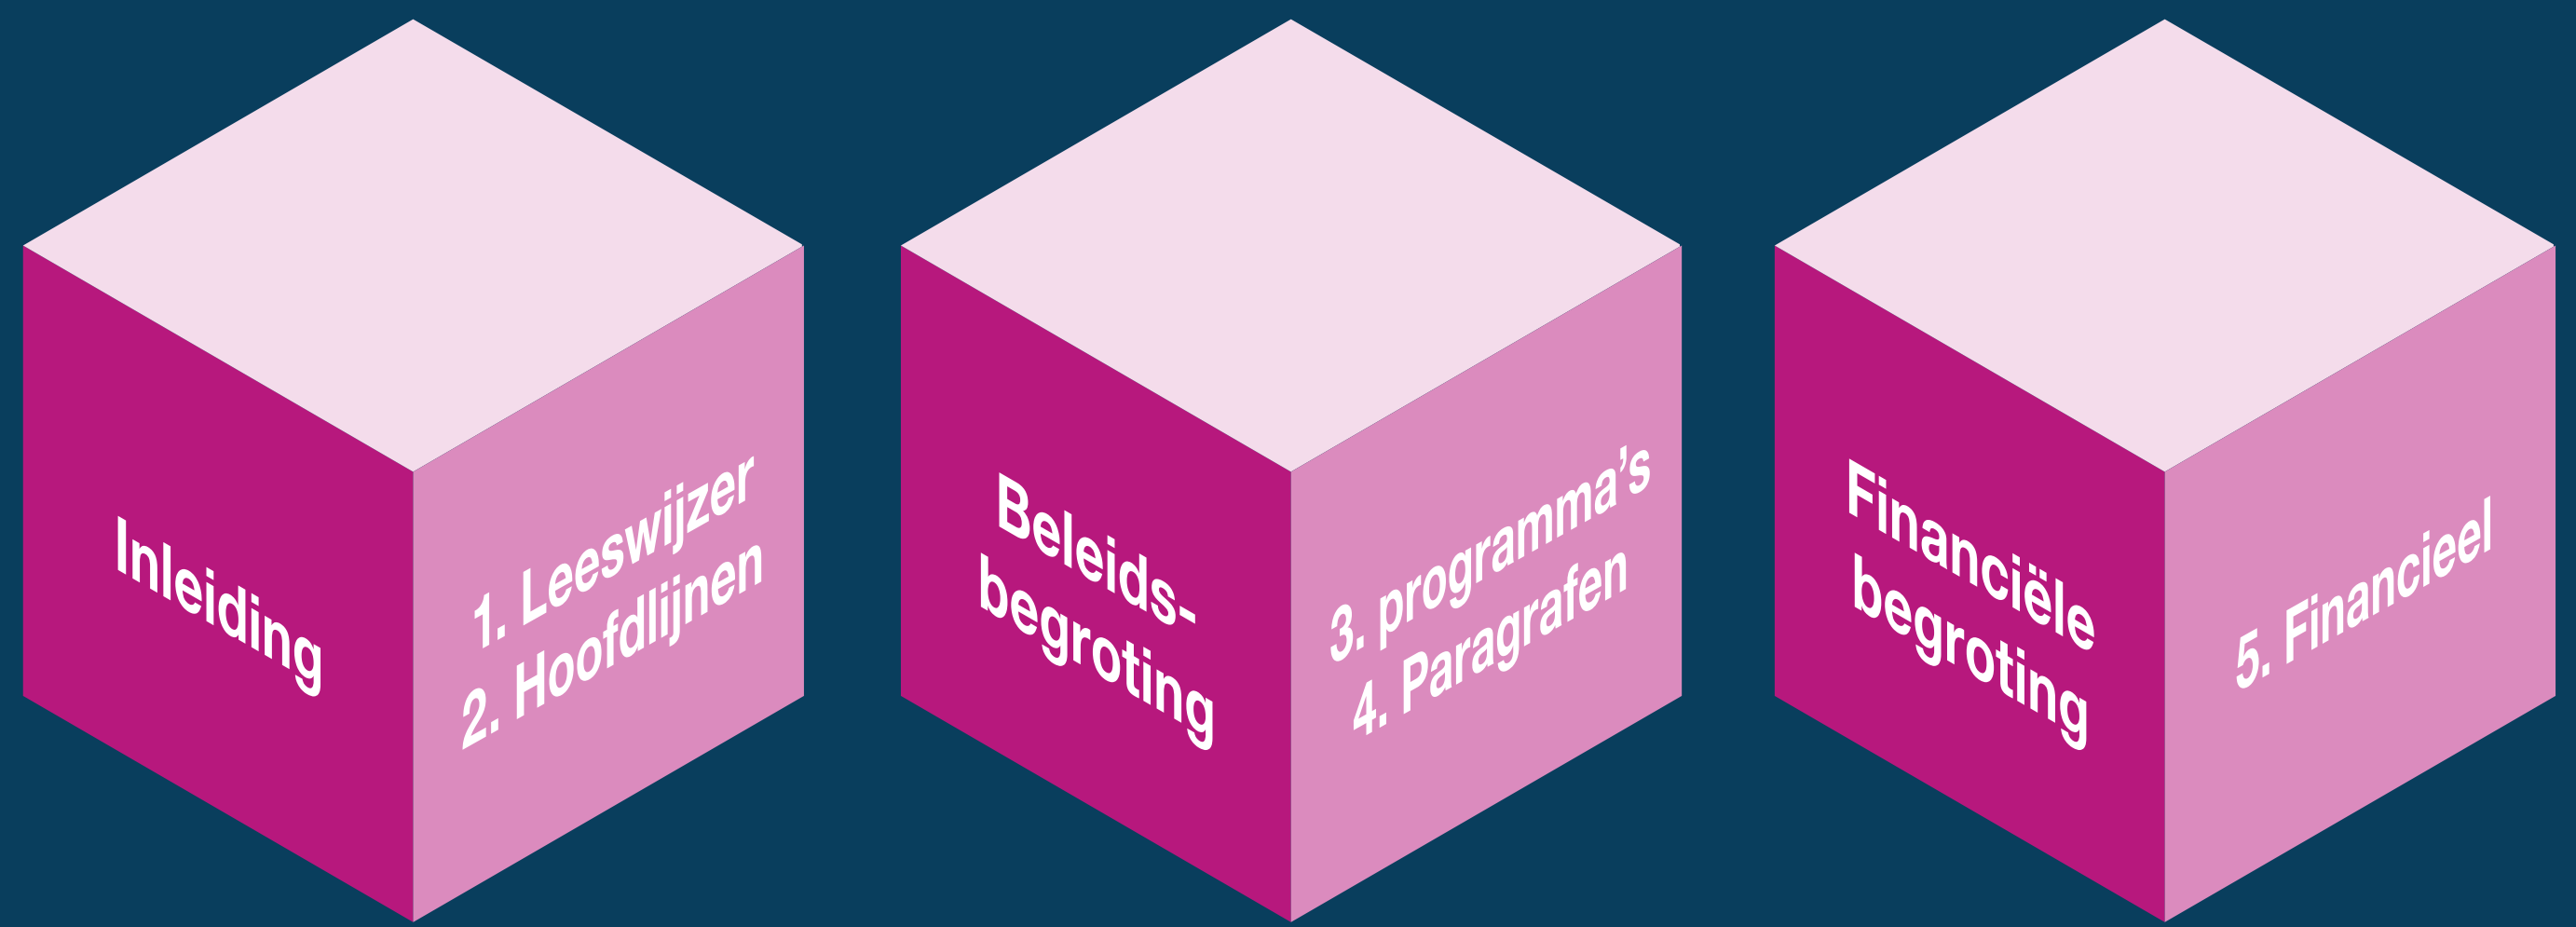 Inleiding
1. Leeswijzer
2. Hoofdlijnen
Beleids-
begroting
3. programma’s
4. Paragrafen
Financiële
begroting
5. Financieel